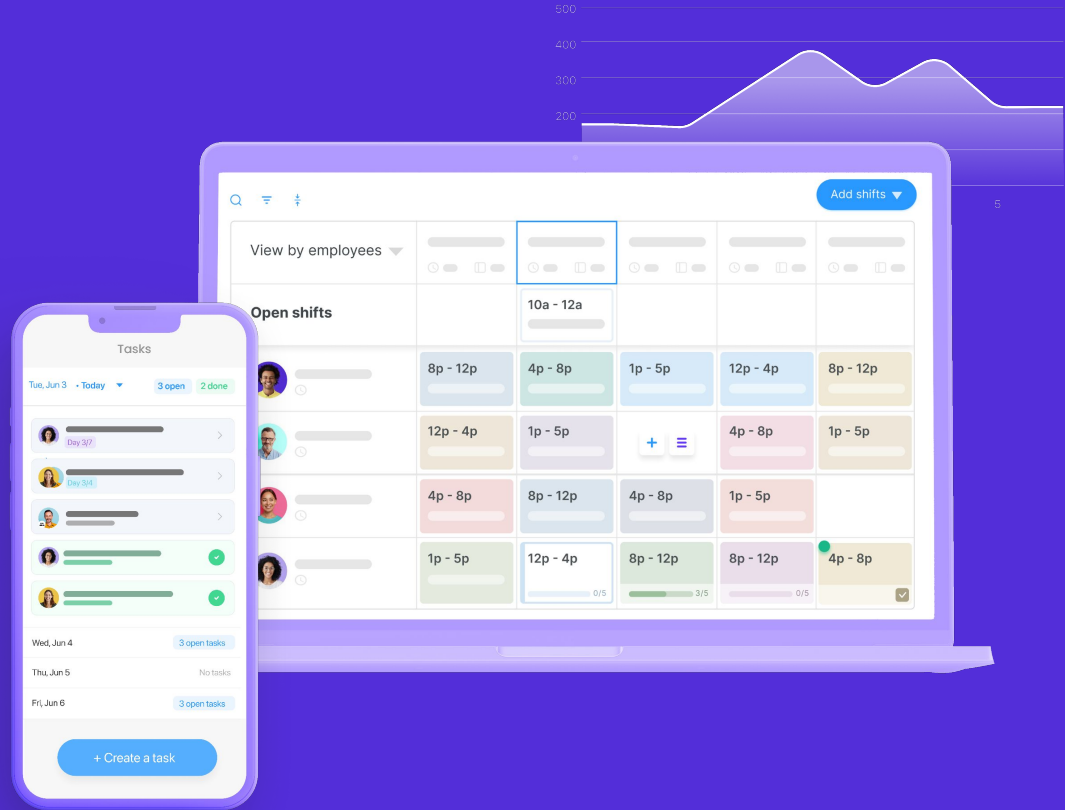 500
400
300
200
5
Add shifts
View by employees
Open shifts
10a - 12a
8p - 12p
4p - 8p
1p - 5p
12p - 4p
8p - 12p
12p - 4p
1p - 5p
+
4p - 8p
1p - 5p
4p - 8p
8p - 12p
4p - 8p
1p - 5p
1p - 5p
12p - 4p
0/5
8p - 12p
3/5
8p - 12p
0/5
4p - 8p
Tasks
Tue, Jun 3 • Today
3 open
2 done
Day 3/7
Day 3/4
Wed, Jun 4
3 open tasks
Thu, Jun 5
No tasks
Fri, Jun 6
3 open tasks
+ Create a task